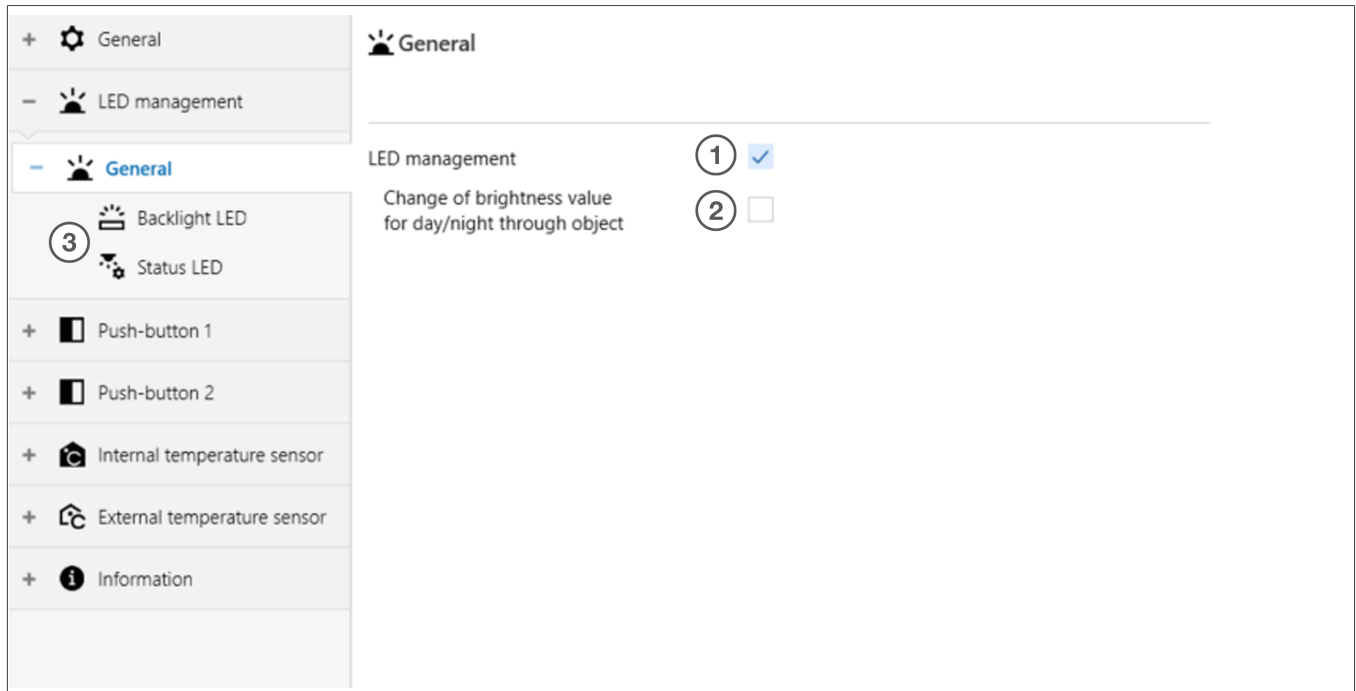 General
LED management
General
Backlight LED
3
Status LED
Push-button 1
Push-button 2
Internal temperature sensor
External temperature sensor
Information
General
LED management
1
Change of brightness value
for day/night through object
2